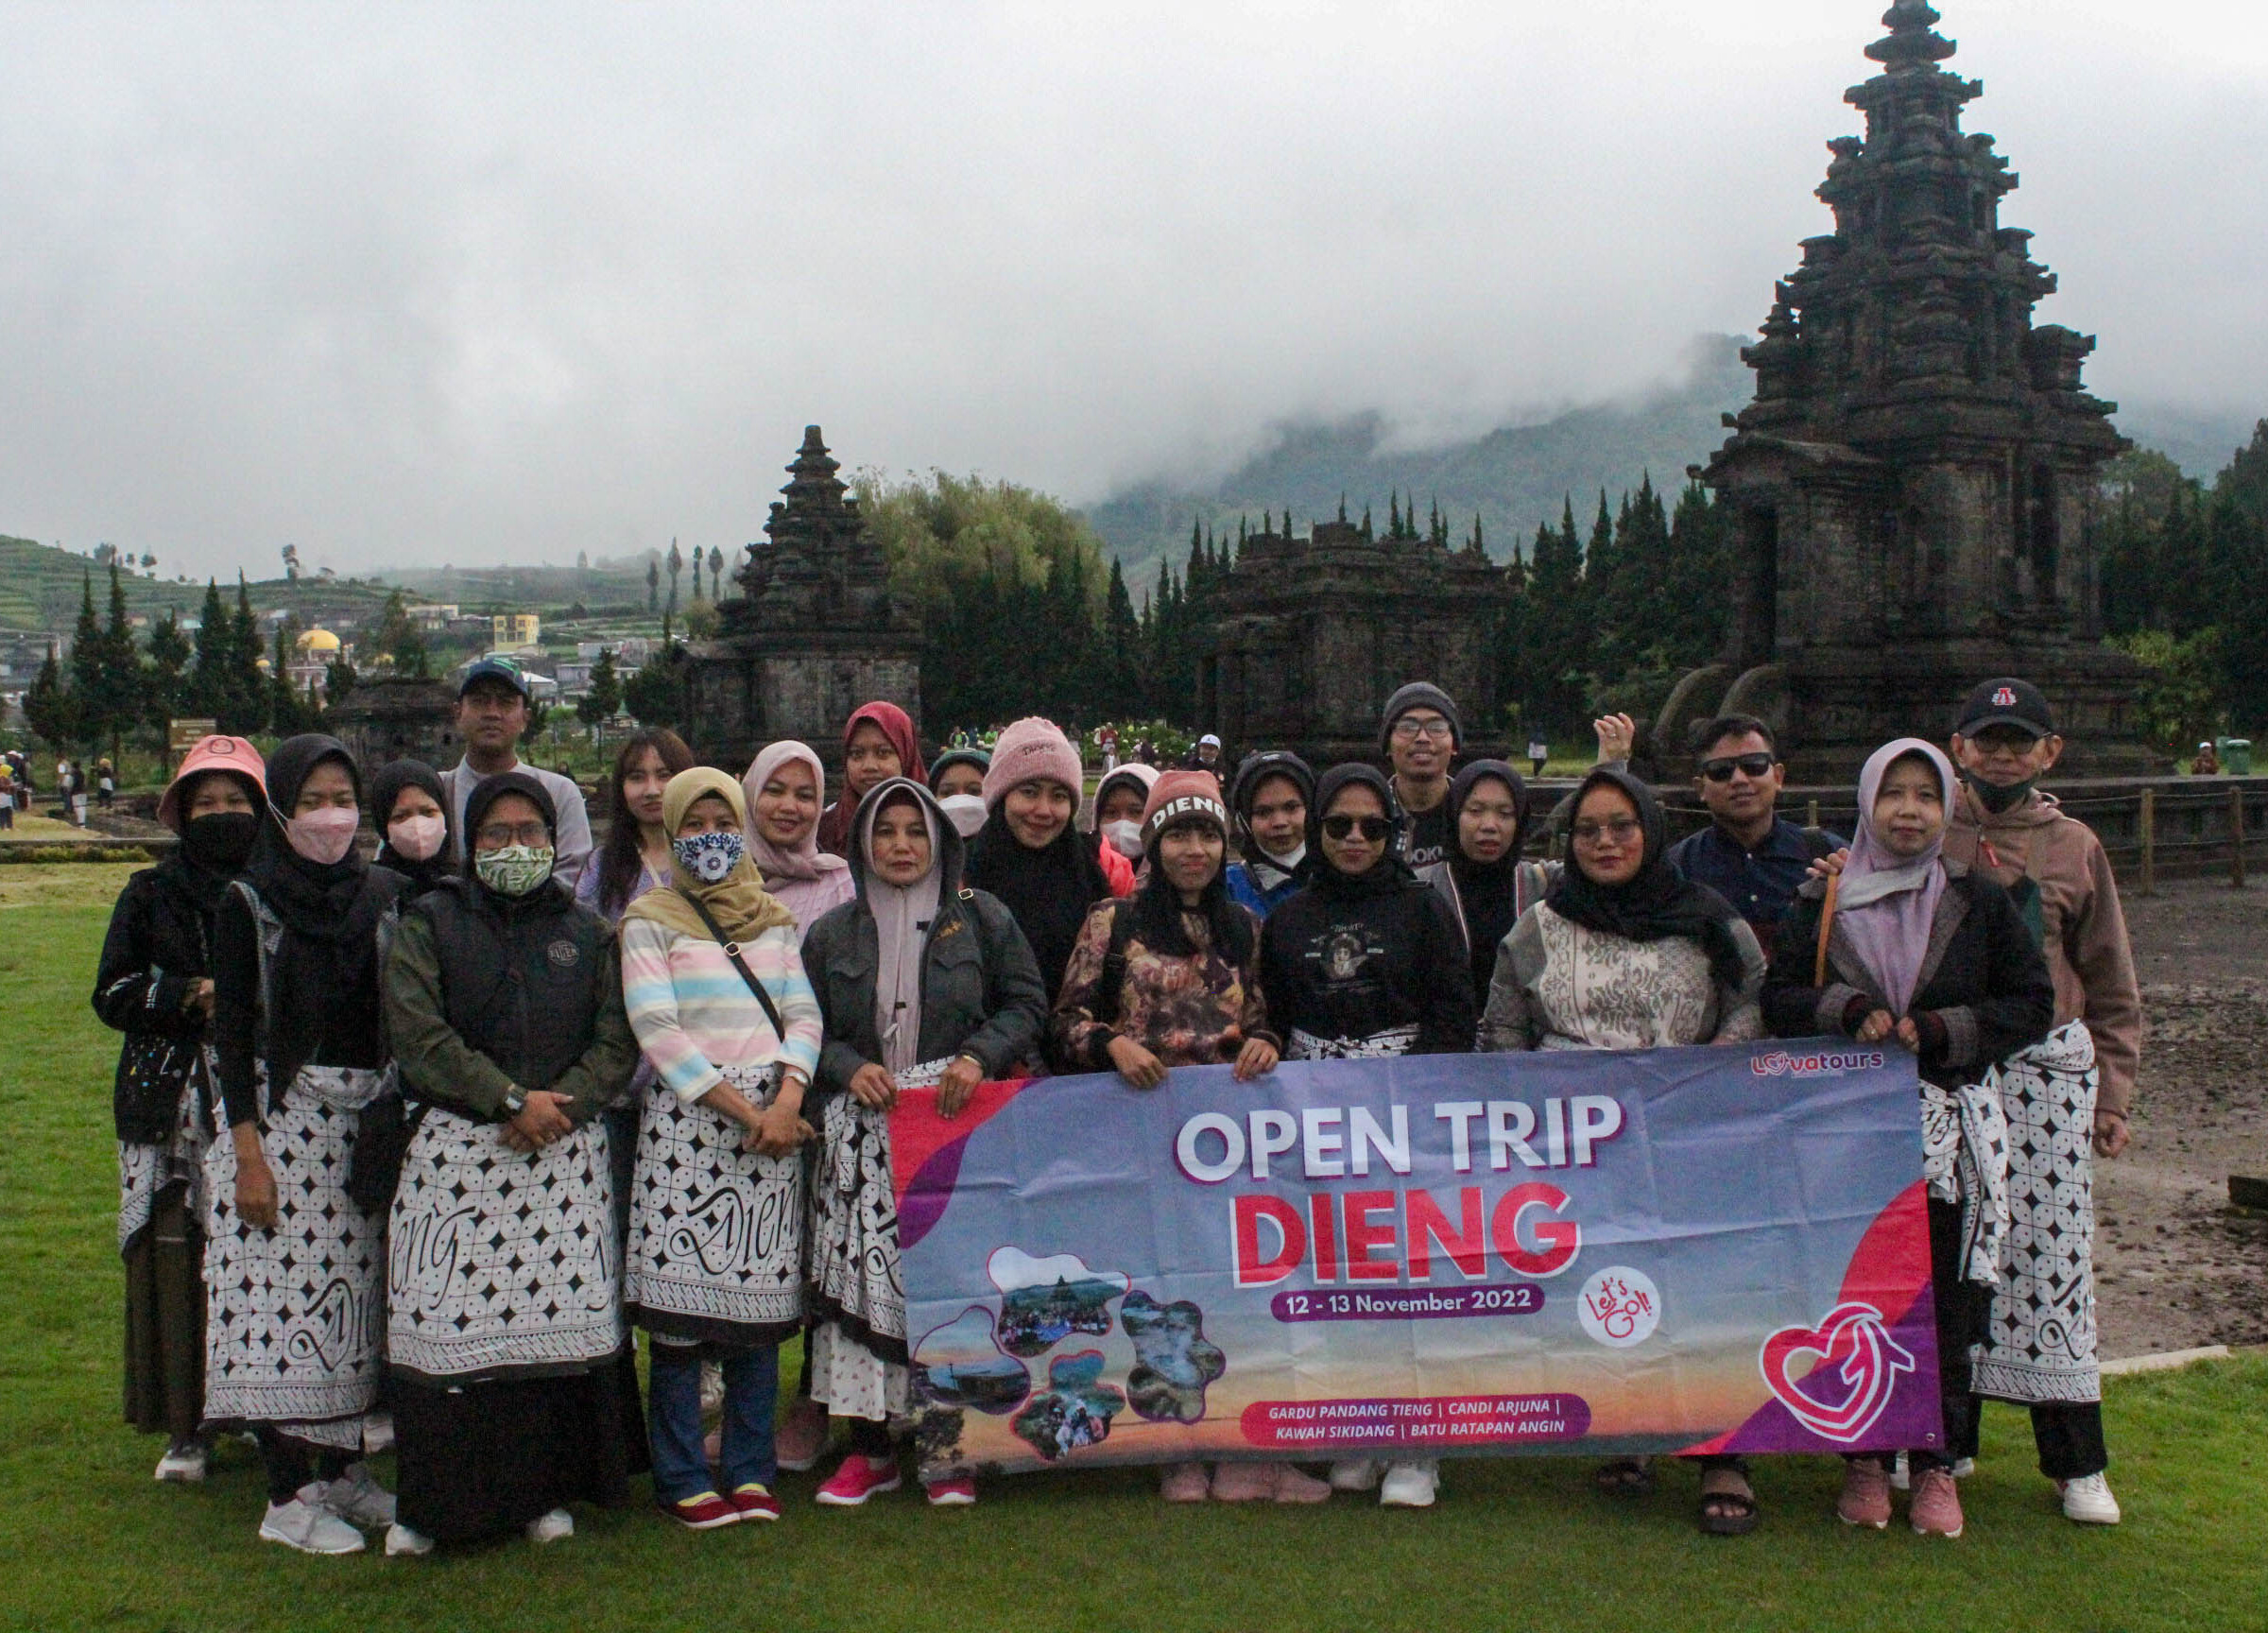 Lovatours
OPEN TRIP
DIENG
12 - 13 November 2022
Let's
GO!!
GARDU PANDANG TIENG | CANDI ARJUNA |
KAWAH SIKIDANG | BATU RATAPAN ANGIN
DIENG
eng
Dieng
A